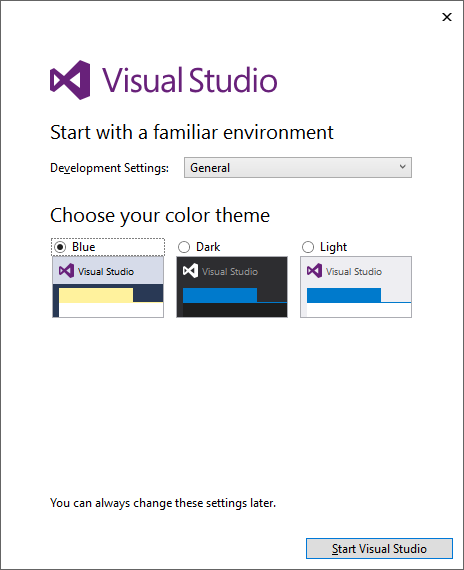 Visual Studio
Start with a familiar environment
Development Settings: General
Choose your color theme
Blue Dark Light
Visual Studio Visual Studio Visual Studio
You can always change these settings later.
Start Visual Studio